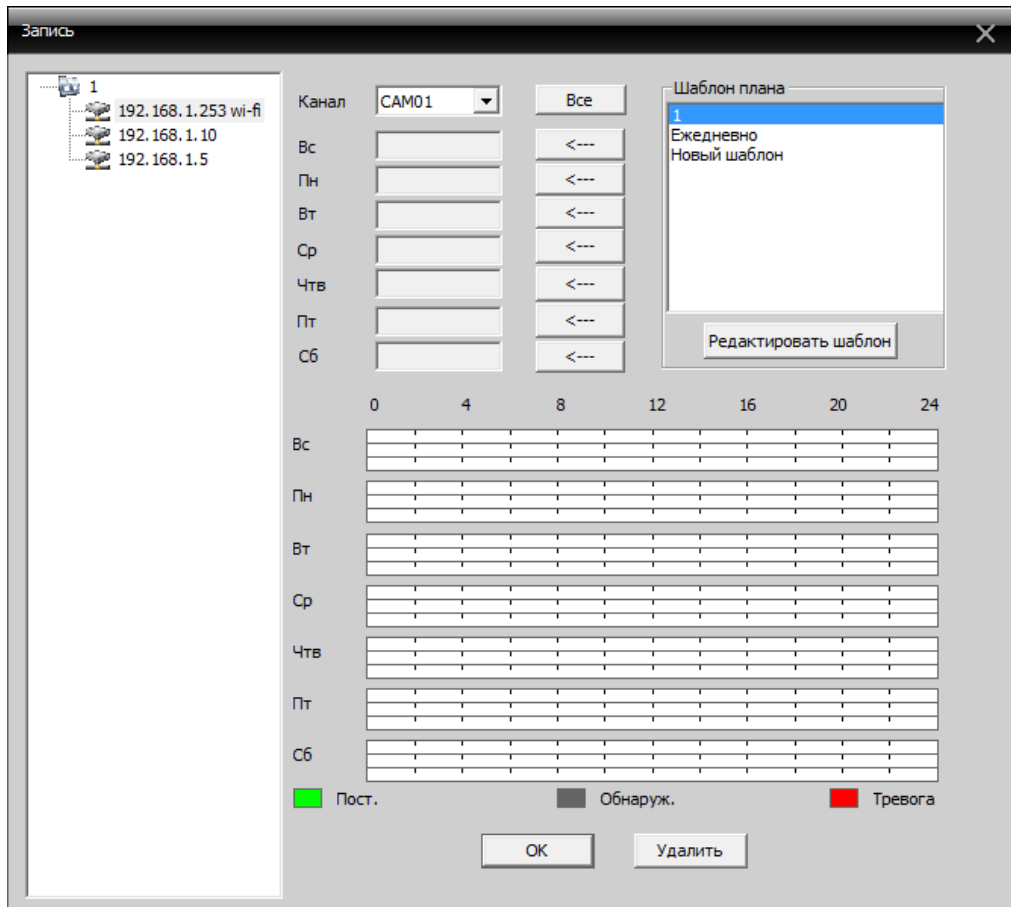 Запись
1
192.168.1.253 wi-fi
192.168.1.10
192.168.1.5
Канал CAM01 Все
Вс <---
Пн <---
Вт <---
Ср <---
Чтв <---
Пт <---
Сб <---
Шаблон плана
1
Ежедневно
Новый шаблон
Редактировать шаблон
0 4 8 12 16 20 24
Вс
Пн
Вт
Ср
Чтв
Пт
Сб
Пост. Обнаруж. Тревога
OK Удалить